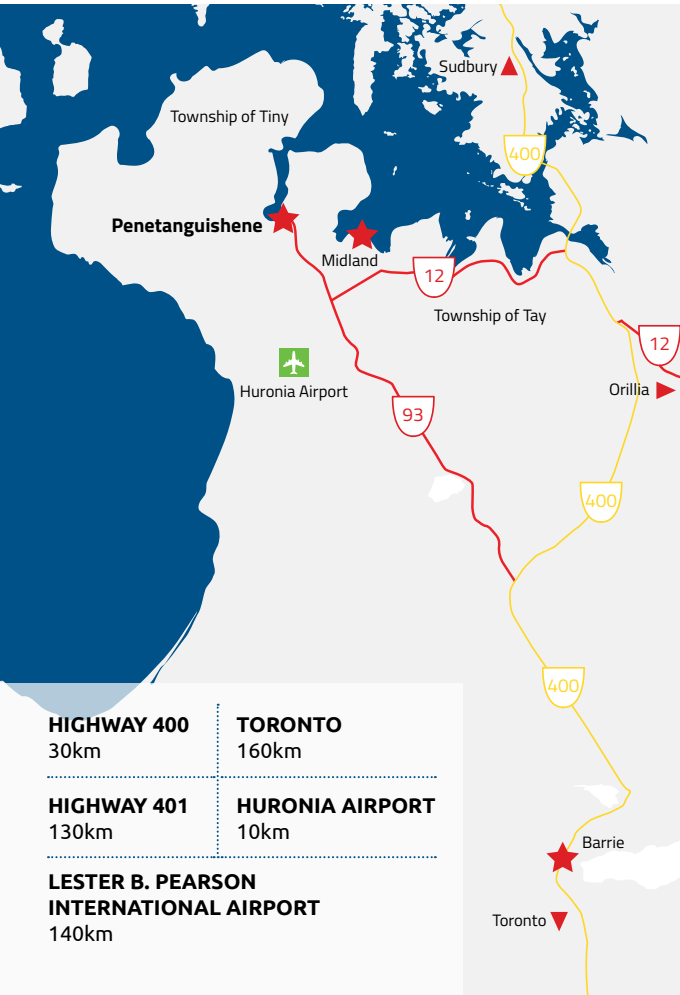 Sudbury
Township of Tiny
400
Penetanguishene
Midland
12
Township of Tay
12
Huronia Airport
Orillia
93
400
400
HIGHWAY 400
30km
TORONTO
160km
HIGHWAY 401
130km
HURONIA AIRPORT
10km
LESTER B. PEARSON
INTERNATIONAL AIRPORT
140km
Barrie
Toronto